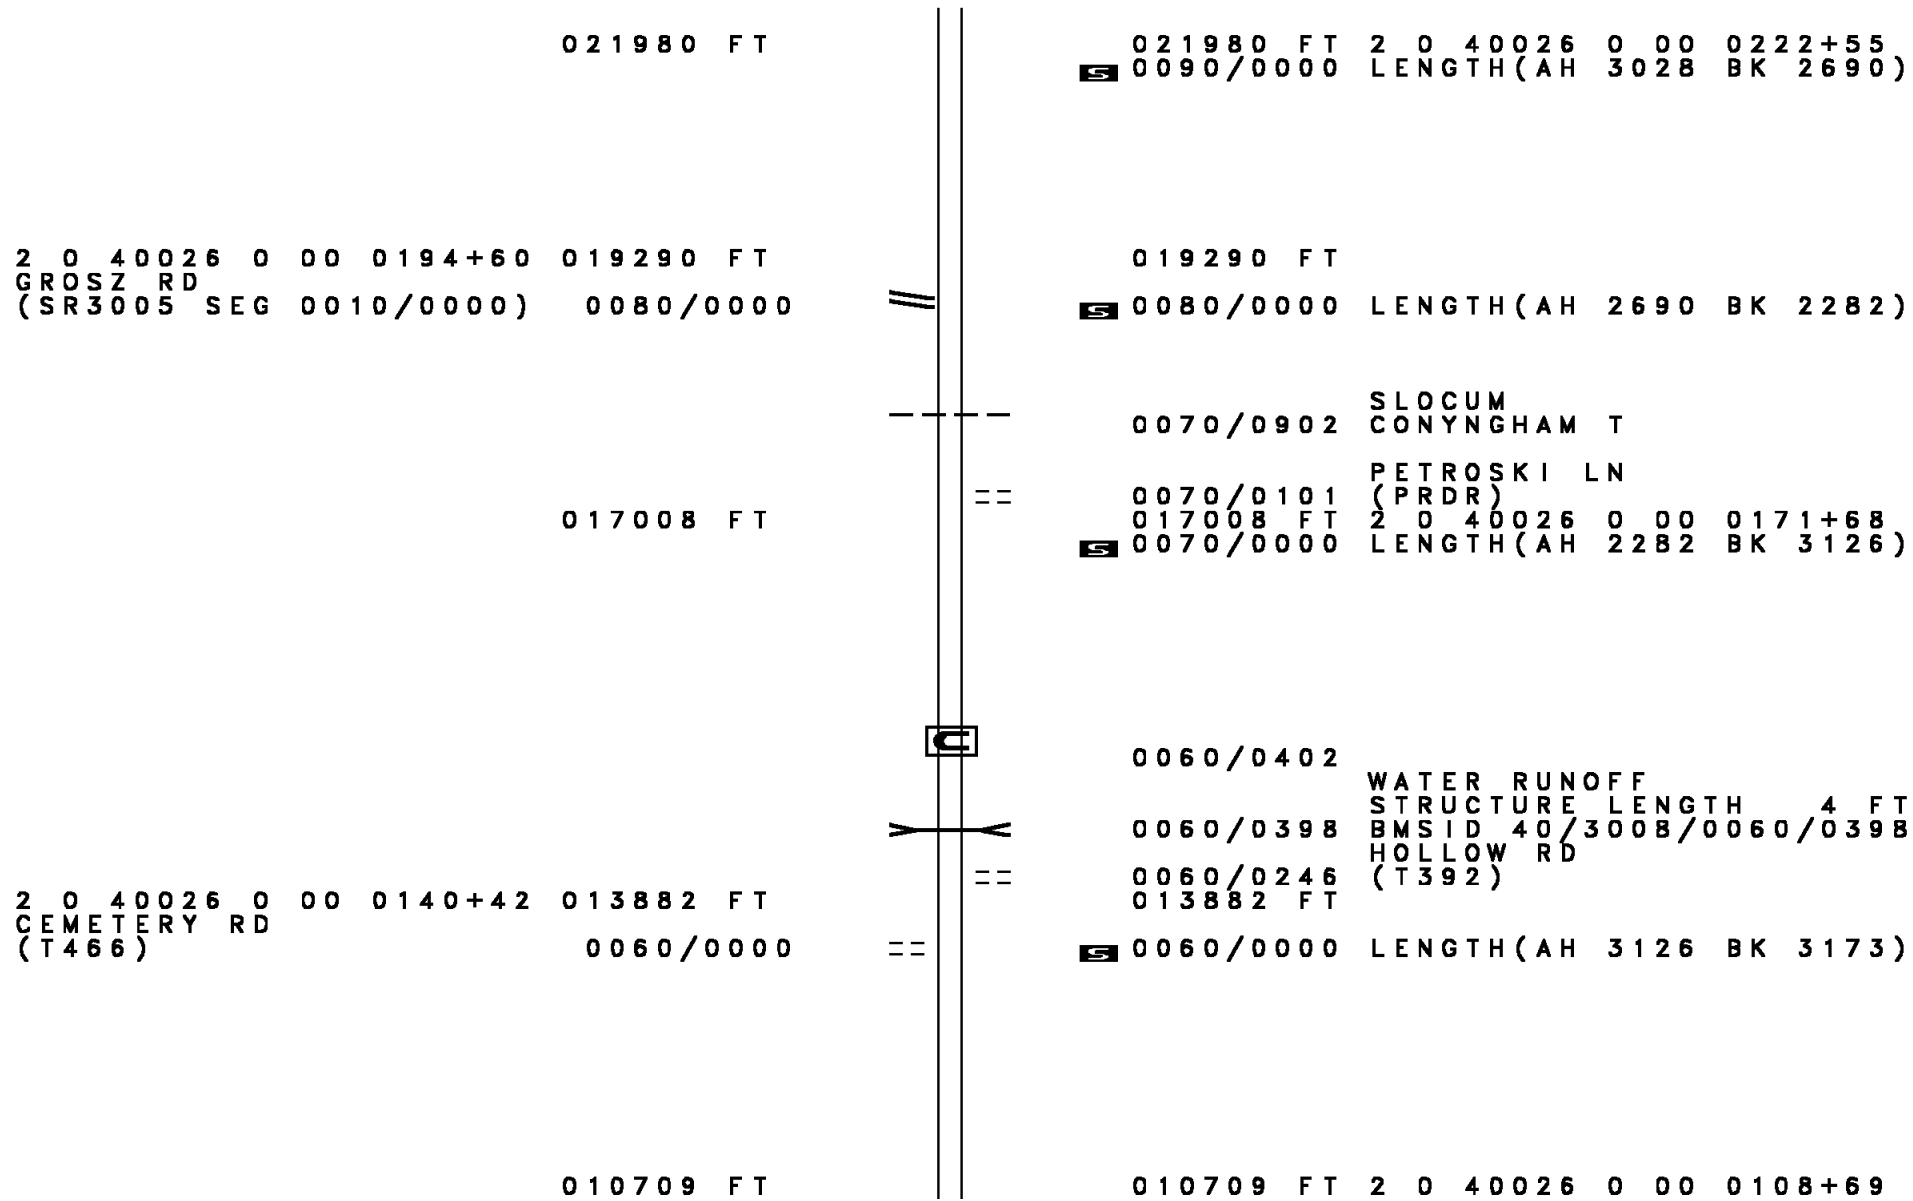 021980 FT 021980 FT 2 0 40026 0 00 0222+55
S 0090/0000 LENGTH(AH 3028 BK 2690)
2 0 40026 0 00 0194+60 019290 FT 019290 FT
GROSZ RD
(SR3005 SEG 0010/0000) 0080/0000 S 0080/0000 LENGTH(AH 2690 BK 2282)
SLOCUM
0070/0902 CONYNGHAM T
PETROSKI LN
0070/0101 (PRDR)
017008 FT 017008 FT 2 0 40026 0 00 0171+68
S 0070/0000 LENGTH(AH 2282 BK 3126)
C
0060/0402
WATER RUNOFF
STRUCTURE LENGTH 4 FT
0060/0398 BMSID 40/3008/0060/0398
HOLLOW RD
0060/0246 (T392)
2 0 40026 0 00 0140+42 013882 FT 013882 FT
CEMETERY RD
(T466) 0060/0000 S 0060/0000 LENGTH(AH 3126 BK 3173)
010709 FT 010709 FT 2 0 40026 0 00 0108+69